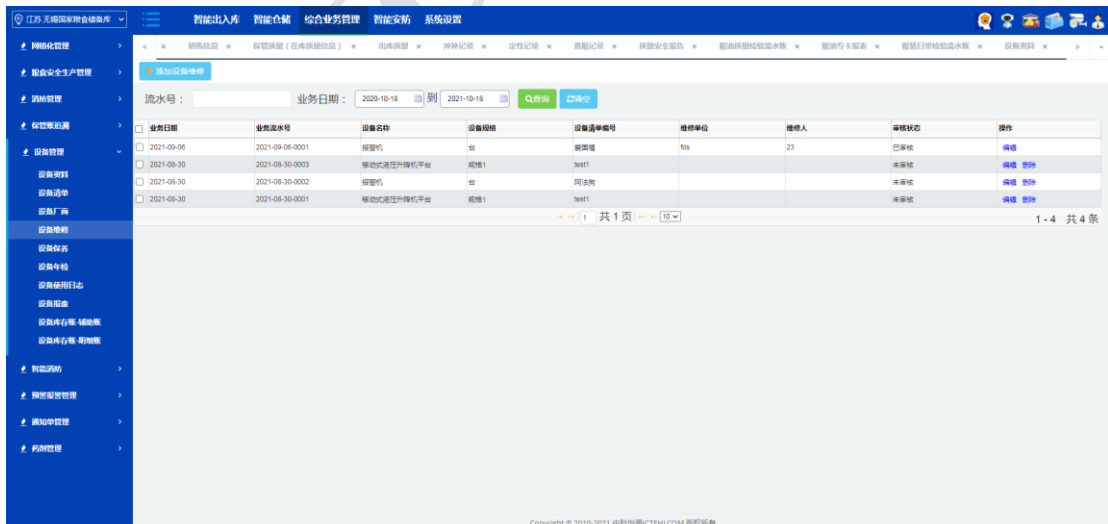 江苏 无锡国家粮食储备库 智能出入库 智能仓储 综合业务管理 智能安防 系统设置
网格化管理
销售信息 × 保管质量（在库质量信息） × 出库质量 × 冲补记录 × 定性记录 × 查粮记录 × 质量安全报告 × 粮油质量检验流水账 × 粮油专卡报表 × 粮情日常检验流水账 × 设备资料 ×
粮食安全生产管理
添加设备维修
消防管理
流水号： 业务日期： 2020-10-18 到 2021-10-18 查询 清空
保管账追溯
业务日期 业务流水号 设备名称 设备规格 设备清单编号 维修单位 维修人 审核状态 操作
设备管理
2021-09-06 2021-09-06-0001 报警机 台 爱国福 fds 23 已审核 编辑
2021-08-30 2021-08-30-0003 移动式液压升降机平台 规格1 test1 未审核 编辑 删除
设备资料
2021-08-30 2021-08-30-0002 报警机 台 阿法狗 未审核 编辑 删除
设备清单
2021-08-30 2021-08-30-0001 移动式液压升降机平台 规格1 test1 未审核 编辑 删除
设备厂商
1 共 1 页 10 1 - 4 共 4 条
设备维修
设备保养
设备年检
设备使用日志
设备报废
设备库存账-辅助账
设备库存账-明细账
智能消防
预警报警管理
通知单管理
药剂管理
Copyright © 2010-2021